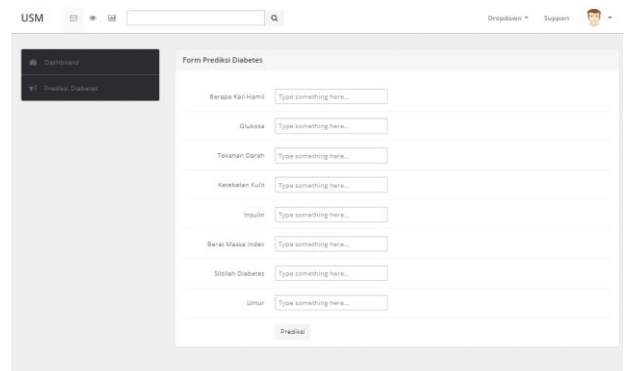 USM
Dropdown
Support
Dashboard
Prediksi Diabetes
Form Prediksi Diabetes
Berapa Kali Hamil
Type something here...
Glukosa
Type something here...
Tekanan Darah
Type something here...
Ketebalan Kulit
Type something here...
Insulin
Type something here...
Berat Massa Index
Type something here...
Silsilah Diabetes
Type something here...
Umur
Type something here...
Prediksi